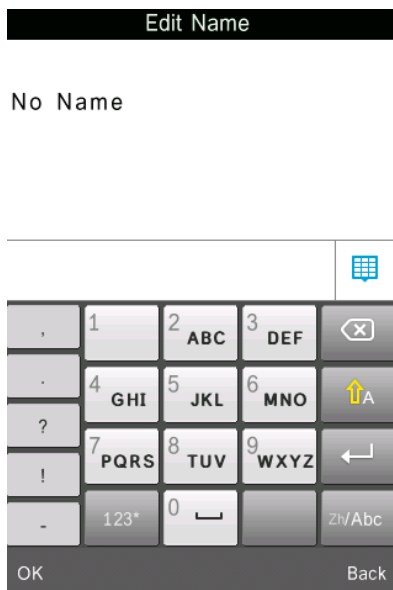 Edit Name
No Name
,
1
2 ABC
3 DEF
.
4 GHI
5 JKL
6 MNO
A
?
7 PQRS
8 TUV
9 WXYZ
!
-
123*
0
Zh/Abc
OK
Back